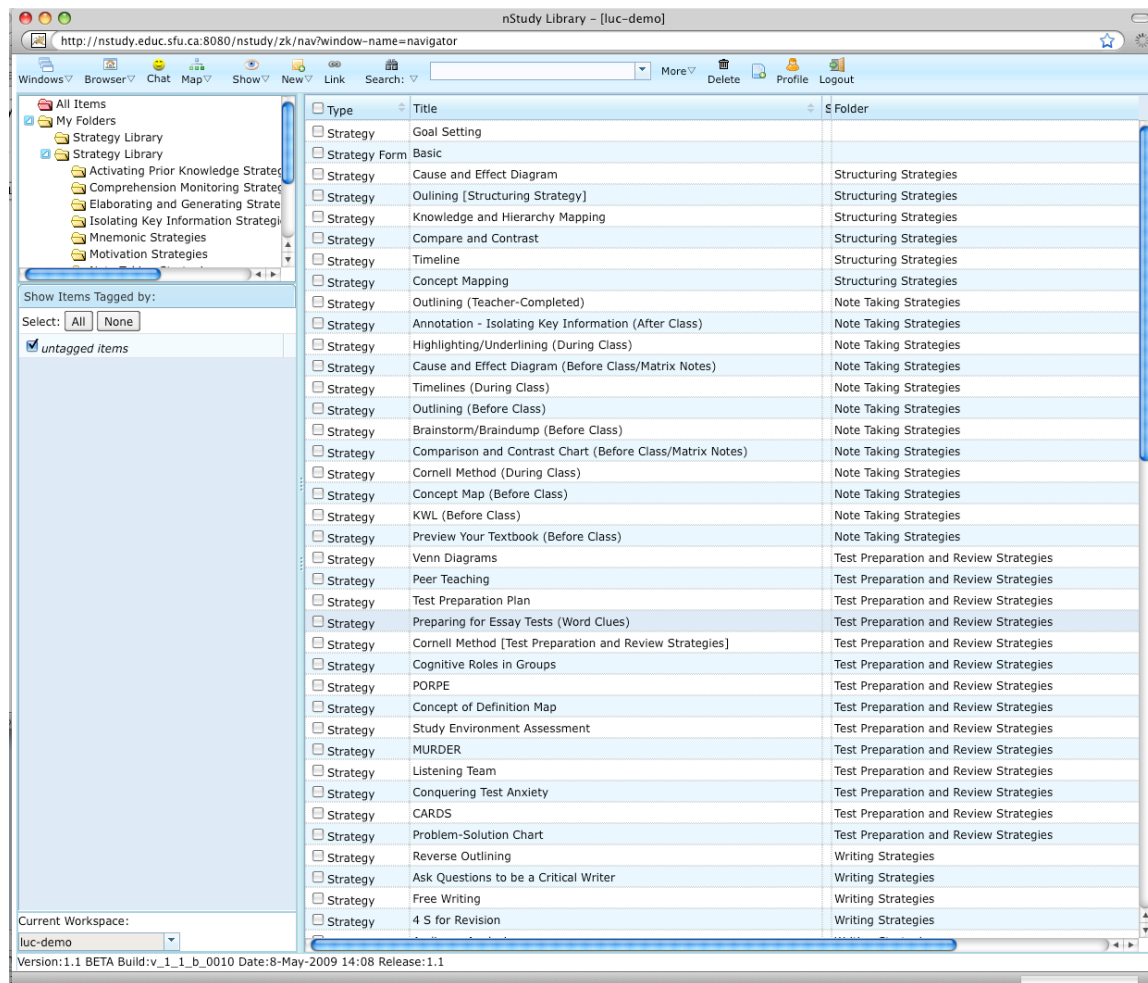 nStudy Library – [luc-demo]
http://nstudy.educ.sfu.ca:8080/nstudy/zk/nav?window-name=navigator
Windows Browser Chat Map Show New Link Search: More Delete Profile Logout
All Items
My Folders
Strategy Library
Strategy Library
Activating Prior Knowledge Strateg
Comprehension Monitoring Strateg
Elaborating and Generating Strate
Isolating Key Information Strategi
Mnemonic Strategies
Motivation Strategies
Show Items Tagged by:
Select: All None
untagged items
Current Workspace:
luc-demo
Type Title S Folder
Strategy Goal Setting
Strategy Form Basic
Strategy Cause and Effect Diagram Structuring Strategies
Strategy Oulining [Structuring Strategy] Structuring Strategies
Strategy Knowledge and Hierarchy Mapping Structuring Strategies
Strategy Compare and Contrast Structuring Strategies
Strategy Timeline Structuring Strategies
Strategy Concept Mapping Structuring Strategies
Strategy Outlining (Teacher-Completed) Note Taking Strategies
Strategy Annotation - Isolating Key Information (After Class) Note Taking Strategies
Strategy Highlighting/Underlining (During Class) Note Taking Strategies
Strategy Cause and Effect Diagram (Before Class/Matrix Notes) Note Taking Strategies
Strategy Timelines (During Class) Note Taking Strategies
Strategy Outlining (Before Class) Note Taking Strategies
Strategy Brainstorm/Braindump (Before Class) Note Taking Strategies
Strategy Comparison and Contrast Chart (Before Class/Matrix Notes) Note Taking Strategies
Strategy Cornell Method (During Class) Note Taking Strategies
Strategy Concept Map (Before Class) Note Taking Strategies
Strategy KWL (Before Class) Note Taking Strategies
Strategy Preview Your Textbook (Before Class) Note Taking Strategies
Strategy Venn Diagrams Test Preparation and Review Strategies
Strategy Peer Teaching Test Preparation and Review Strategies
Strategy Test Preparation Plan Test Preparation and Review Strategies
Strategy Preparing for Essay Tests (Word Clues) Test Preparation and Review Strategies
Strategy Cornell Method [Test Preparation and Review Strategies] Test Preparation and Review Strategies
Strategy Cognitive Roles in Groups Test Preparation and Review Strategies
Strategy PORPE Test Preparation and Review Strategies
Strategy Concept of Definition Map Test Preparation and Review Strategies
Strategy Study Environment Assessment Test Preparation and Review Strategies
Strategy MURDER Test Preparation and Review Strategies
Strategy Listening Team Test Preparation and Review Strategies
Strategy Conquering Test Anxiety Test Preparation and Review Strategies
Strategy CARDS Test Preparation and Review Strategies
Strategy Problem-Solution Chart Test Preparation and Review Strategies
Strategy Reverse Outlining Writing Strategies
Strategy Ask Questions to be a Critical Writer Writing Strategies
Strategy Free Writing Writing Strategies
Strategy 4 S for Revision Writing Strategies
Version:1.1 BETA Build:v_1_1_b_0010 Date:8-May-2009 14:08 Release:1.1